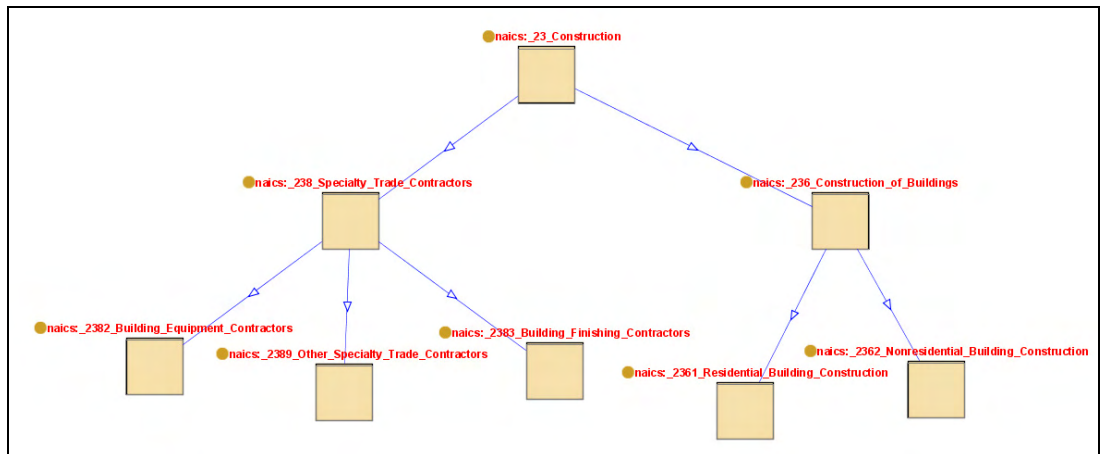 naics:_23_Construction
naics:_238_Specialty_Trade_Contractors
naics:_236_Construction_of_Buildings
naics:_2382_Building_Equipment_Contractors
naics:_2383_Building_Finishing_Contractors
naics:_2389_Other_Specialty_Trade_Contractors
naics:_2362_Nonresidential_Building_Construction
naics:_2361_Residential_Building_Construction